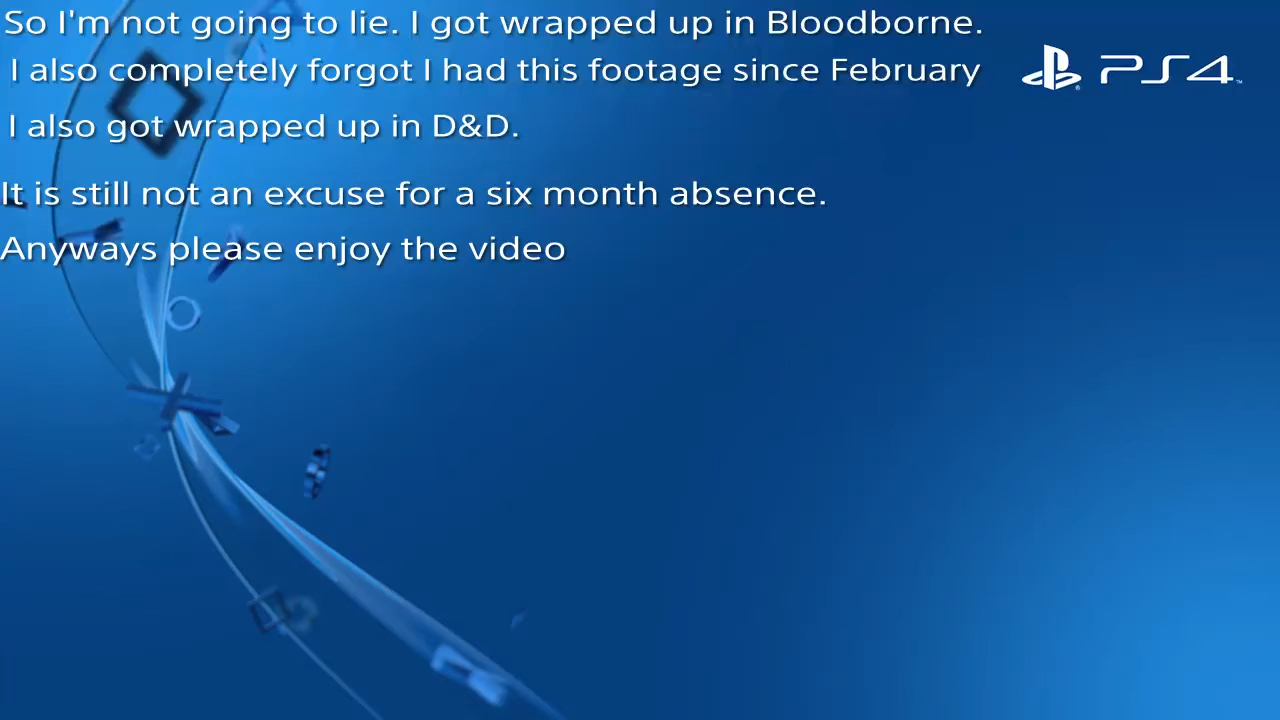 So I'm not going to lie. I got wrapped up in Bloodborne.
I also completely forgot I had this footage since February
PS4™
I also got wrapped up in D&D.
It is still not an excuse for a six month absence.
Anyways please enjoy the video